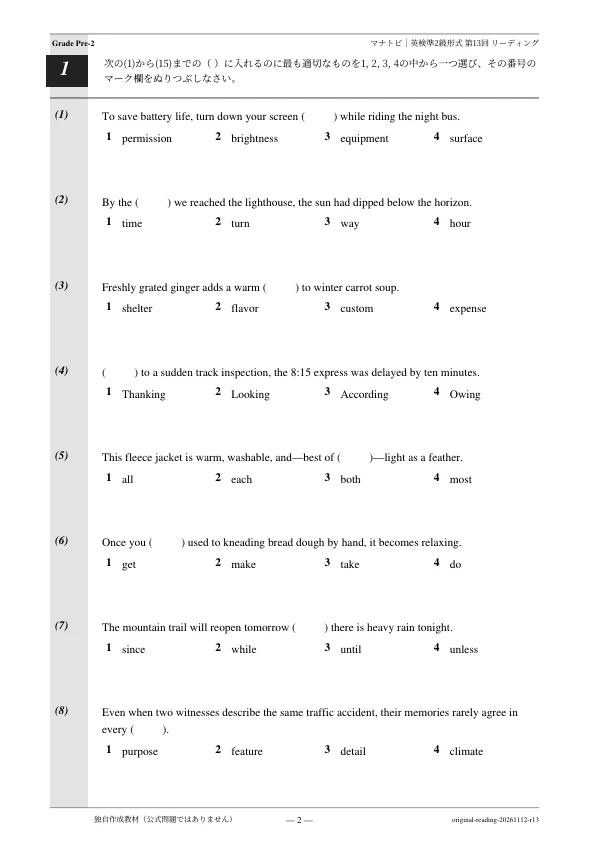 Grade Pre-2
マナトビ｜英検準2級形式 第13回 リーディング
1
次の(1)から(15)までの（ ）に入れるのに最も適切なものを1, 2, 3, 4の中から一つ選び、その番号の
マーク欄をぬりつぶしなさい。
(1) To save battery life, turn down your screen ( ) while riding the night bus.
1 permission 2 brightness 3 equipment 4 surface
(2) By the ( ) we reached the lighthouse, the sun had dipped below the horizon.
1 time 2 turn 3 way 4 hour
(3) Freshly grated ginger adds a warm ( ) to winter carrot soup.
1 shelter 2 flavor 3 custom 4 expense
(4) ( ) to a sudden track inspection, the 8:15 express was delayed by ten minutes.
1 Thanking 2 Looking 3 According 4 Owing
(5) This fleece jacket is warm, washable, and—best of ( )—light as a feather.
1 all 2 each 3 both 4 most
(6) Once you ( ) used to kneading bread dough by hand, it becomes relaxing.
1 get 2 make 3 take 4 do
(7) The mountain trail will reopen tomorrow ( ) there is heavy rain tonight.
1 since 2 while 3 until 4 unless
(8) Even when two witnesses describe the same traffic accident, their memories rarely agree in
every ( ).
1 purpose 2 feature 3 detail 4 climate
独自作成教材（公式問題ではありません）
— 2 —
original-reading-20261112-r13